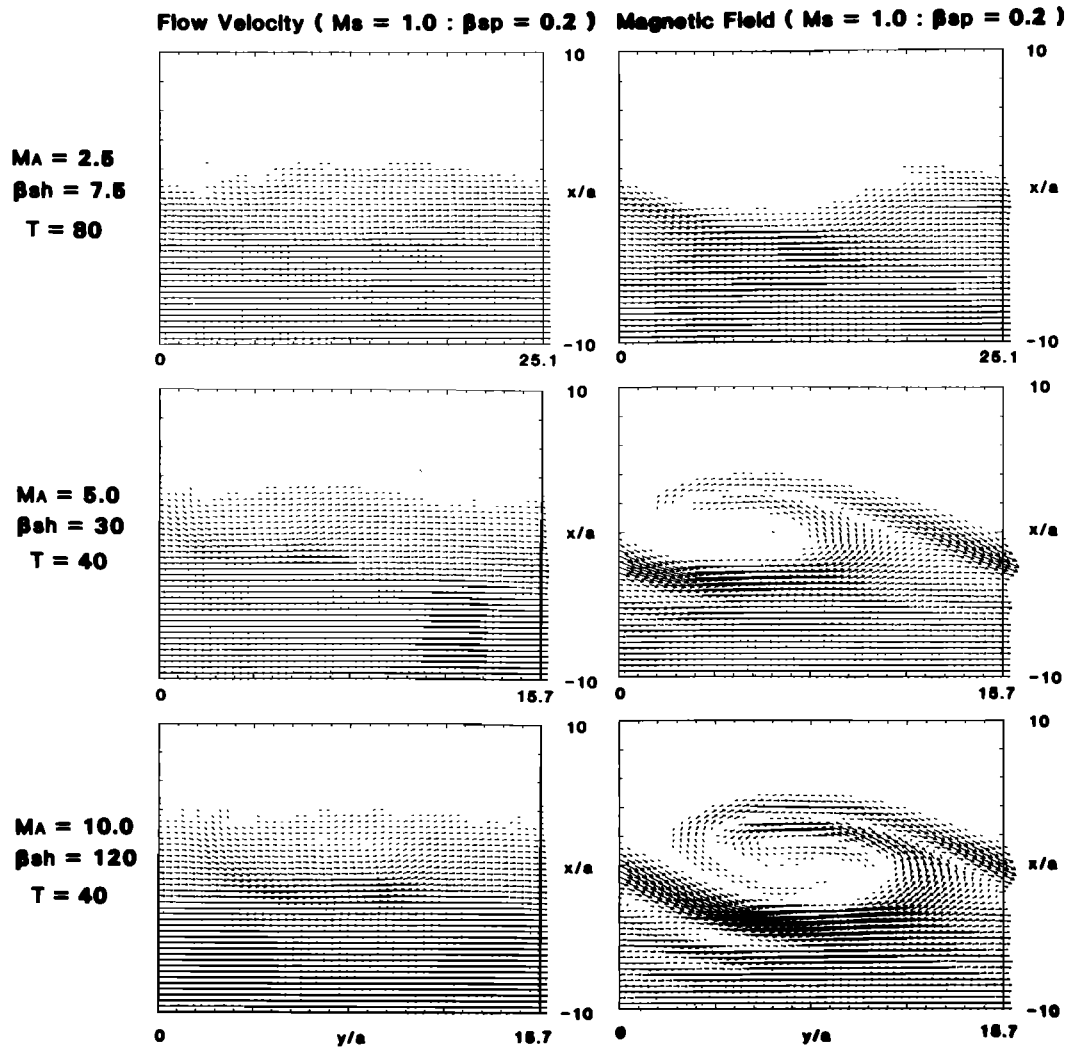 Flow Velocity ( Ms = 1.0 : βsp = 0.2 ) Magnetic Field ( Ms = 1.0 : βsp = 0.2 )
10 10
MA = 2.5
βsh = 7.5
T = 80
x/a x/a
-10 -10
0 25.1 0 25.1
10 10
MA = 5.0
βsh = 30
T = 40
x/a x/a
-10 -10
0 15.7 0 15.7
10 10
MA = 10.0
βsh = 120
T = 40
x/a x/a
-10 -10
0 y/a 15.7 0 y/a 15.7